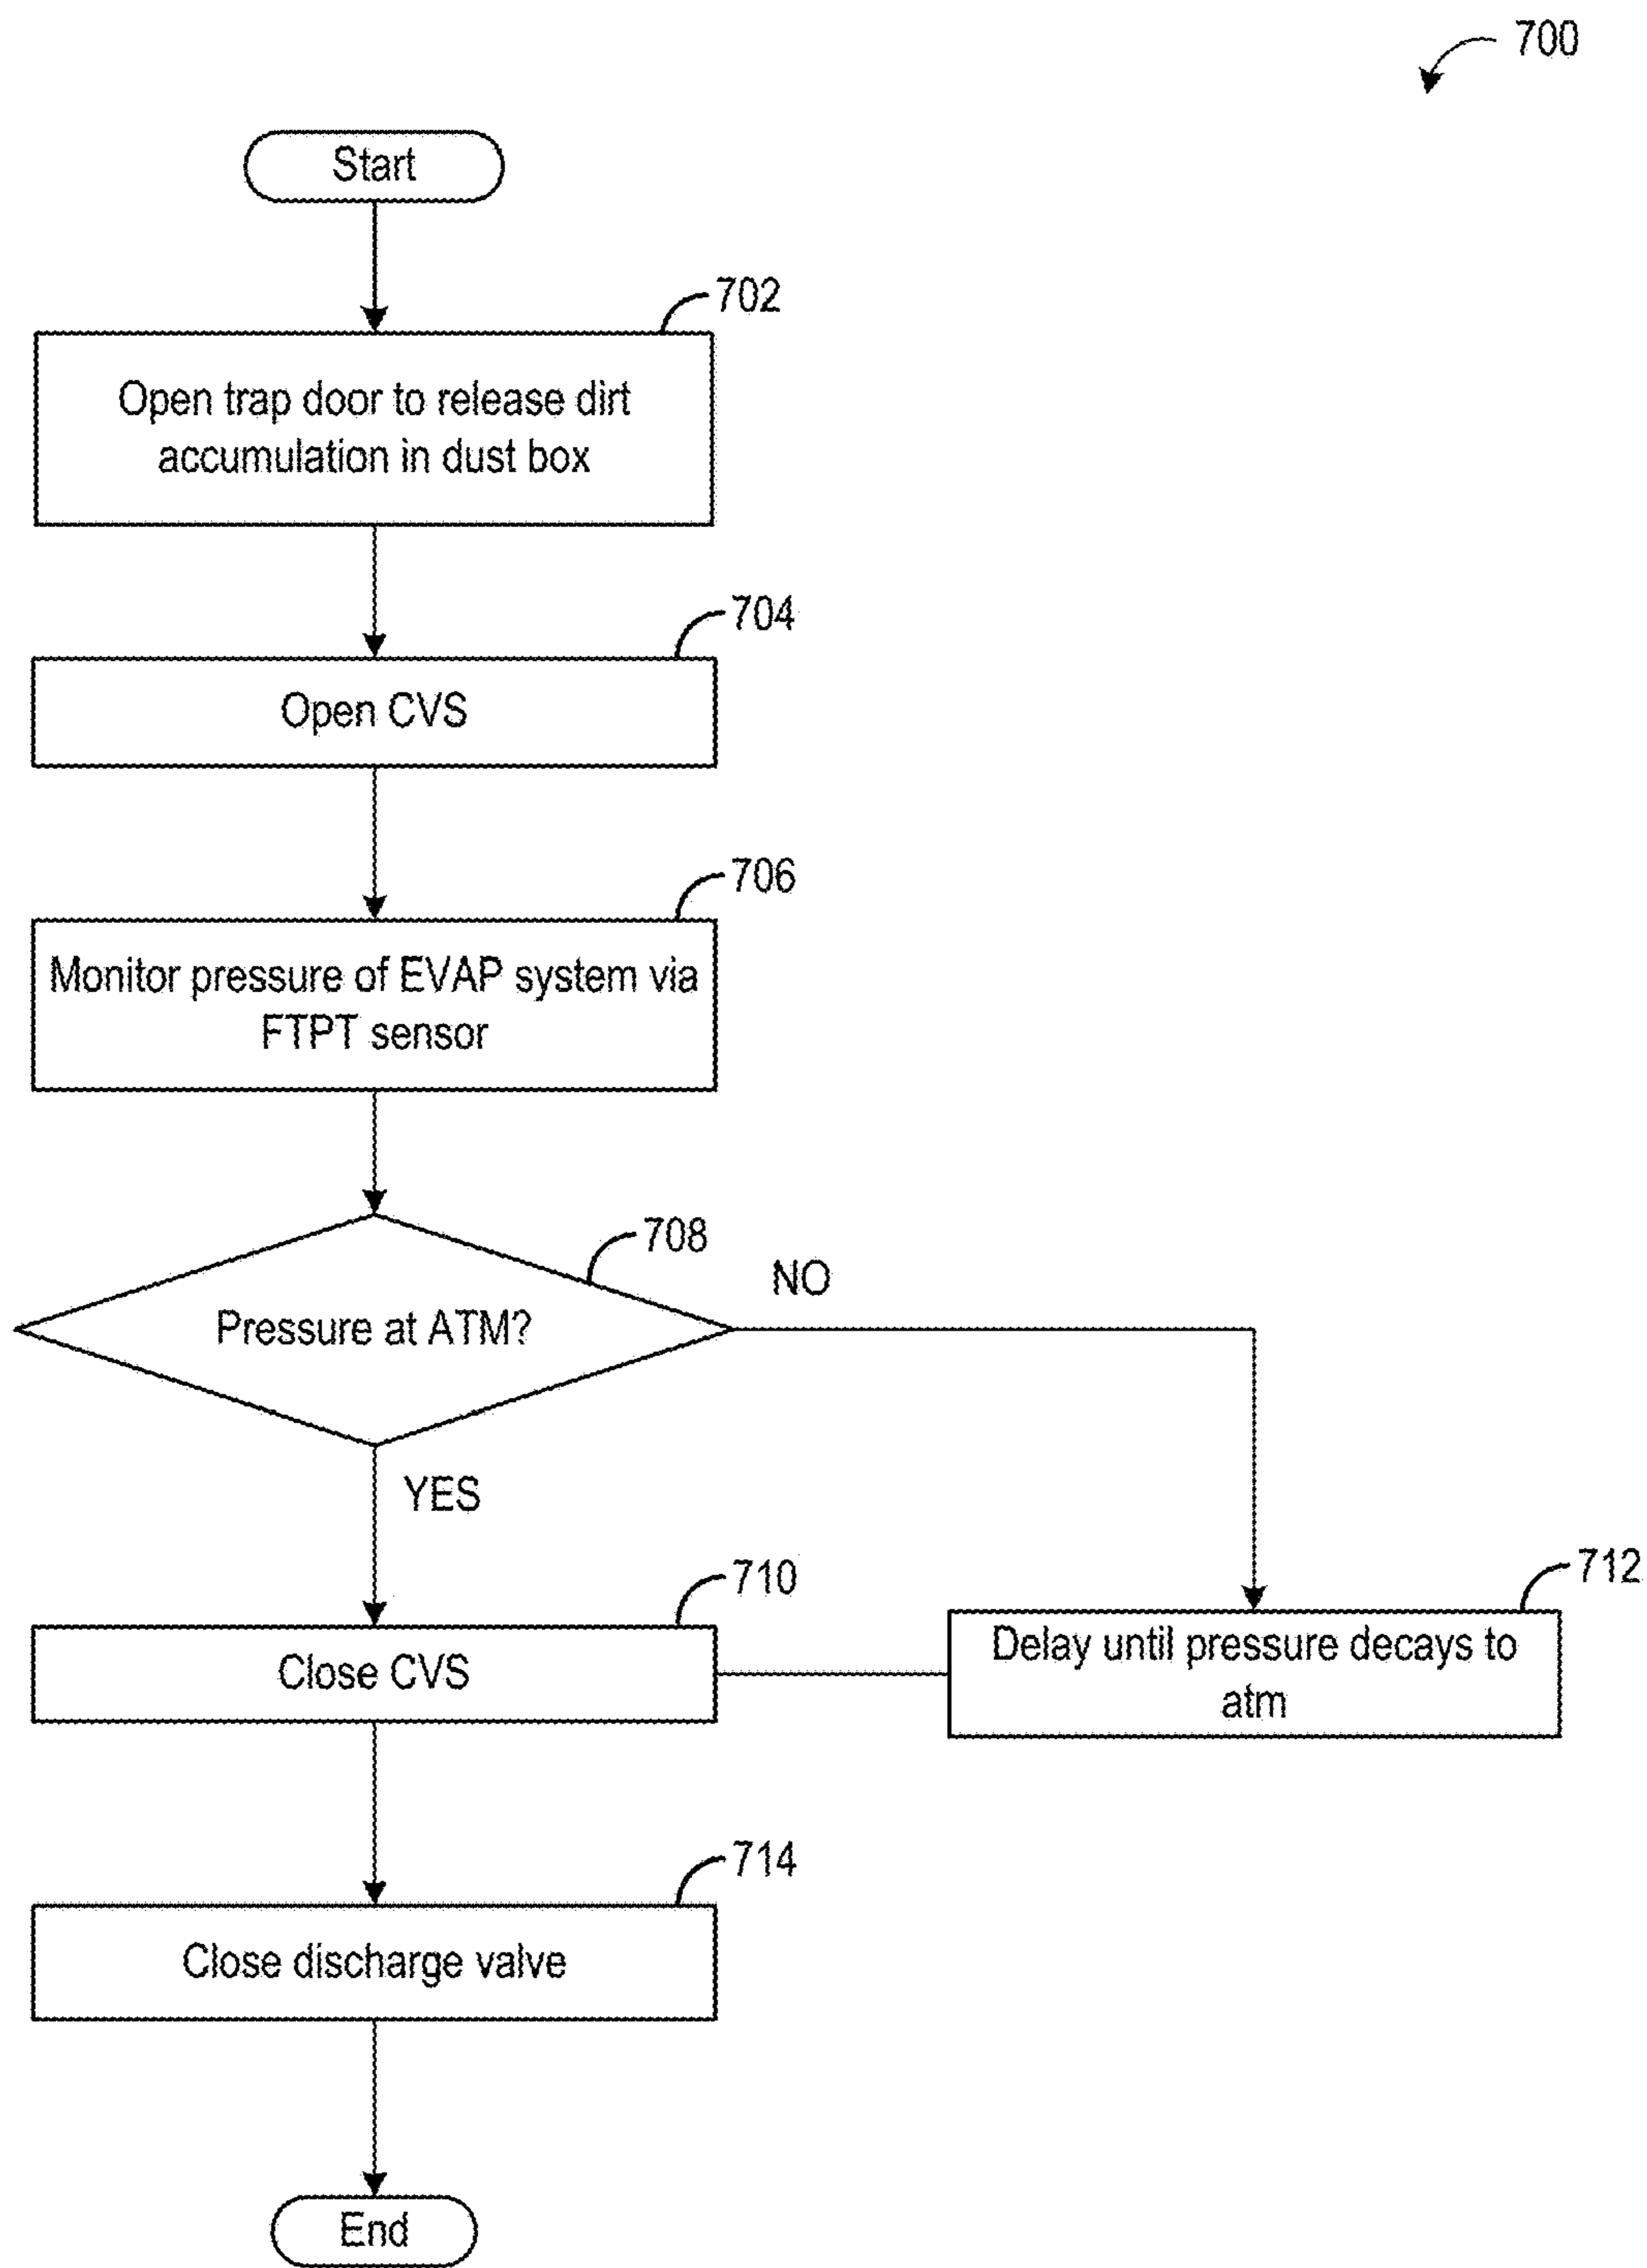 700
Start
702
Open trap door to release dirt
accumulation in dust box
704
Open CVS
706
Monitor pressure of EVAP system via
FTPT sensor
708
Pressure at ATM?
NO
YES
710
Close CVS
712
Delay until pressure decays to
atm
714
Close discharge valve
End